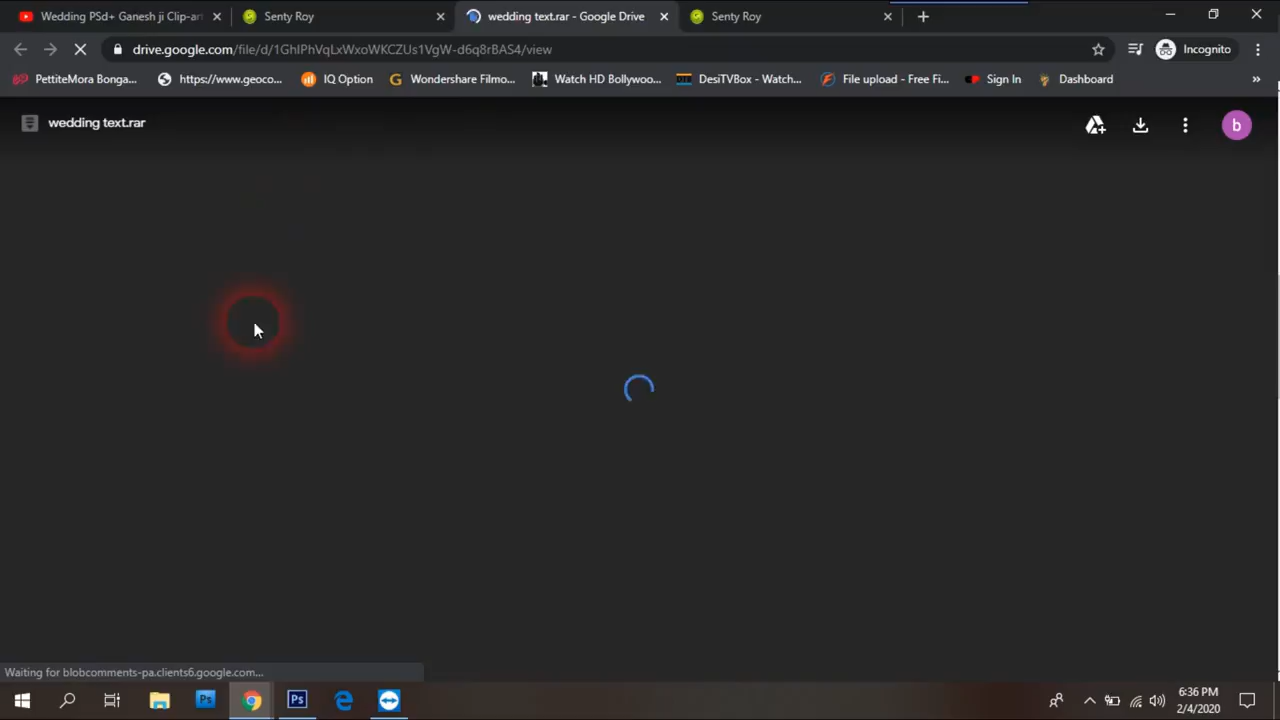 Wedding PSd+ Ganesh ji Clip-art
Senty Roy
wedding text.rar - Google Drive
Senty Roy
drive.google.com/file/d/1GhIPhVqLxWxoWKCZUs1VgW-d6q8rBAS4/view
Incognito
PettiteMora Bonga...
https://www.geoco...
IQ Option
Wondershare Filmo...
Watch HD Bollywoo...
DesiTVBox - Watch...
File upload - Free Fi...
Sign In
Dashboard
»
wedding text.rar
b
Waiting for blobcomments-pa.clients6.google.com...
Ps
Ps
6:36 PM
2/4/2020